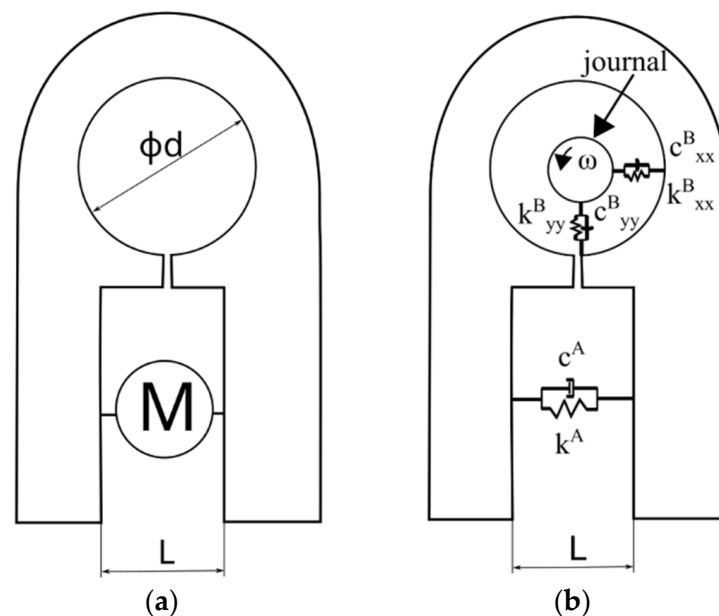 ϕd
M
L
(a)
journal
ω
c^B_xx
k^B_xx
k^B_yy
c^B_yy
c^A
k^A
L
(b)